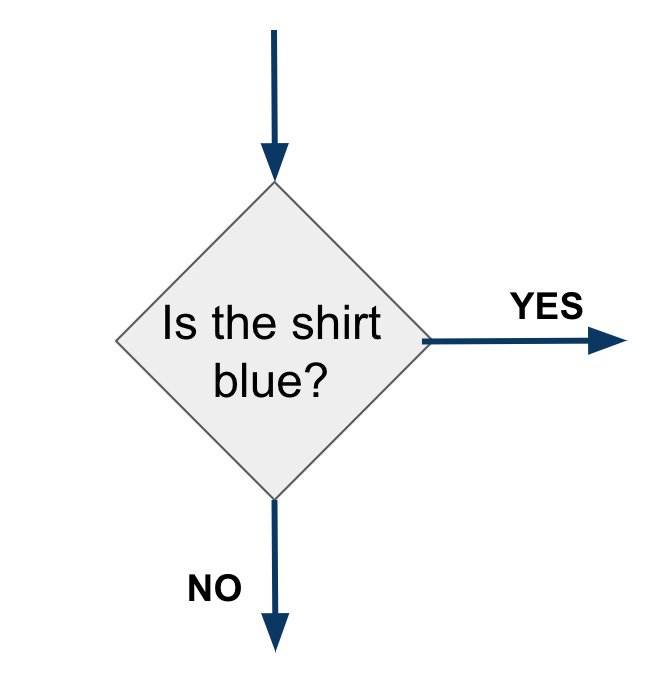 Is the shirt
blue?
YES
NO